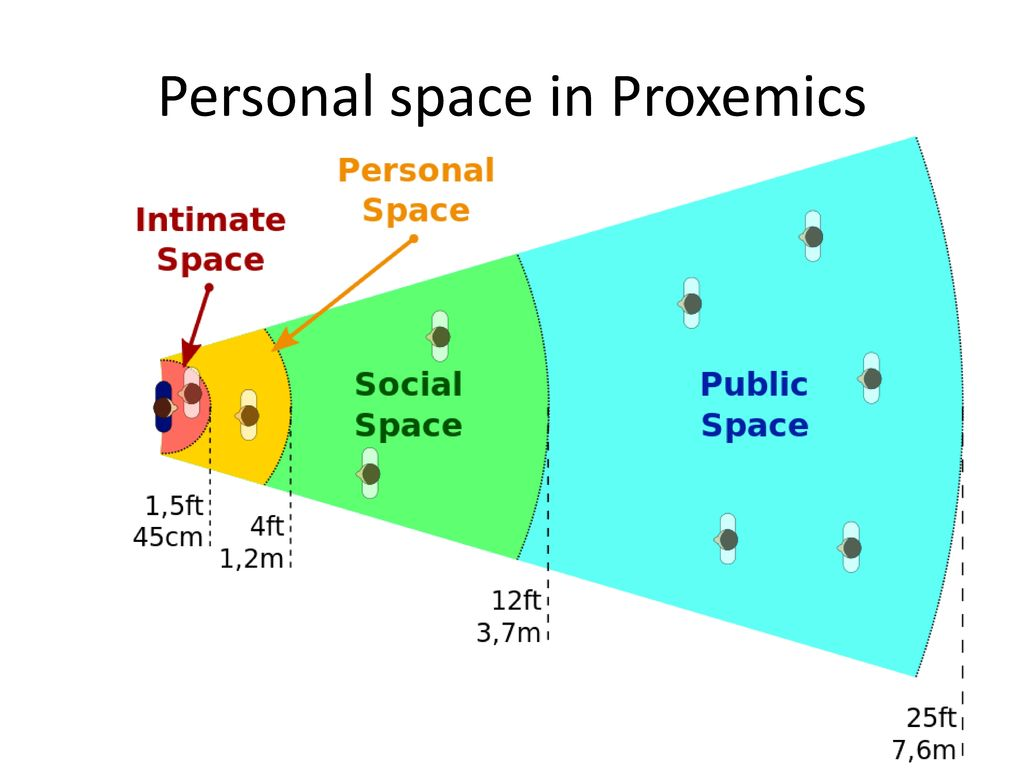 Personal space in Proxemics
Personal
Space
Intimate
Space
Social
Space
Public
Space
1,5ft
45cm
4ft
1,2m
12ft
3,7m
25ft
7,6m